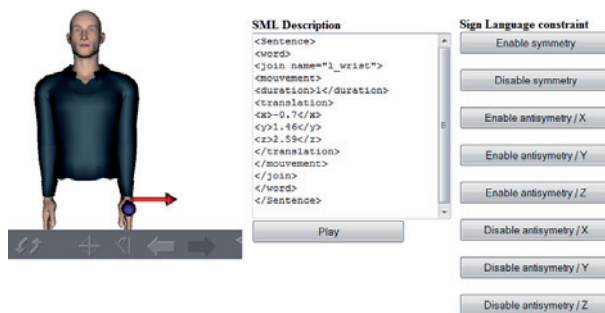 SML Description
<Sentence>
<word>
<join name="l_wrist">
<mouvement>
<duration>1</duration>
<translation>
<x>-0.7</x>
<y>1.46</y>
<z>2.59</z>
</translation>
</mouvement>
</join>
</word>
</Sentence>
Play
Sign Language constraint
Enable symmetry
Disable symmetry
Enable antisymetry / X
Enable antisymetry / Y
Enable antisymetry / Z
Disable antisymetry / X
Disable antisymetry / Y
Disable antisymetry / Z